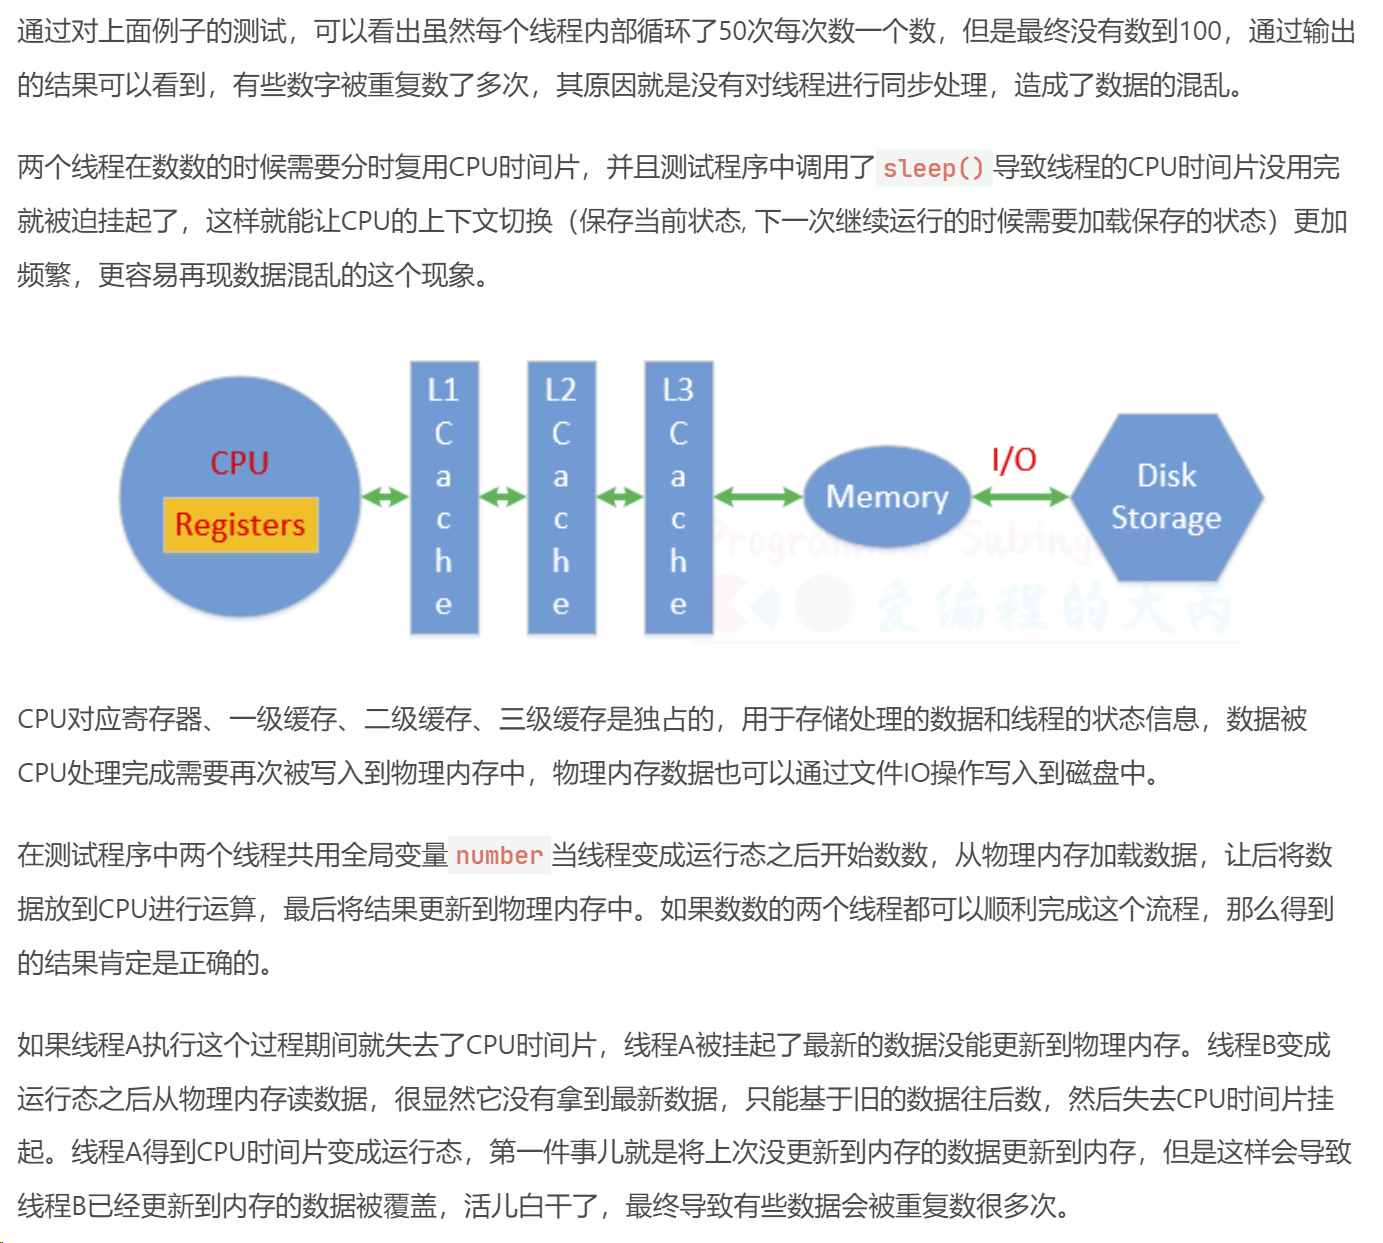 通过对上面例子的测试，可以看出虽然每个线程内部循环了50次每次数一个数，但是最终没有数到100，通过输出
的结果可以看到，有些数字被重复数了多次，其原因就是没有对线程进行同步处理，造成了数据的混乱。
两个线程在数数的时候需要分时复用CPU时间片，并且测试程序中调用了sleep()导致线程的CPU时间片没用完
就被迫挂起了，这样就能让CPU的上下文切换（保存当前状态, 下一次继续运行的时候需要加载保存的状态）更加
频繁，更容易再现数据混乱的这个现象。
CPU
Registers
L1 Cache
L2 Cache
L3 Cache
Memory
I/O
Disk
Storage
爱编程的大丙
CPU对应寄存器、一级缓存、二级缓存、三级缓存是独占的，用于存储处理的数据和线程的状态信息，数据被
CPU处理完成需要再次被写入到物理内存中，物理内存数据也可以通过文件IO操作写入到磁盘中。
在测试程序中两个线程共用全局变量number当线程变成运行态之后开始数数，从物理内存加载数据，让后将数
据放到CPU进行运算，最后将结果更新到物理内存中。如果数数的两个线程都可以顺利完成这个流程，那么得到
的结果肯定是正确的。
如果线程A执行这个过程期间就失去了CPU时间片，线程A被挂起了最新的数据没能更新到物理内存。线程B变成
运行态之后从物理内存读数据，很显然它没有拿到最新数据，只能基于旧的数据往后数，然后失去CPU时间片挂
起。线程A得到CPU时间片变成运行态，第一件事儿就是将上次没更新到内存的数据更新到内存，但是这样会导致
线程B已经更新到内存的数据被覆盖，活儿白干了，最终导致有些数据会被重复数很多次。